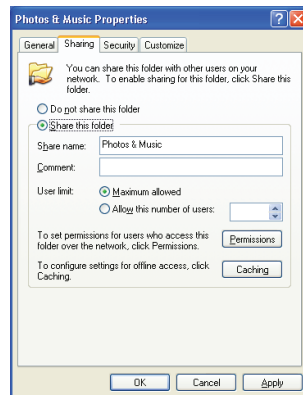 Photos & Music Properties
General Sharing Security Customize
You can share this folder with other users on your
network. To enable sharing for this folder, click Share this
folder.
Do not share this folder
Share this folder
Share name: Photos & Music
Comment:
User limit: Maximum allowed
Allow this number of users:
To set permissions for users who access this
folder over the network, click Permissions.
Permissions
To configure settings for offline access, click
Caching.
Caching
OK Cancel Apply